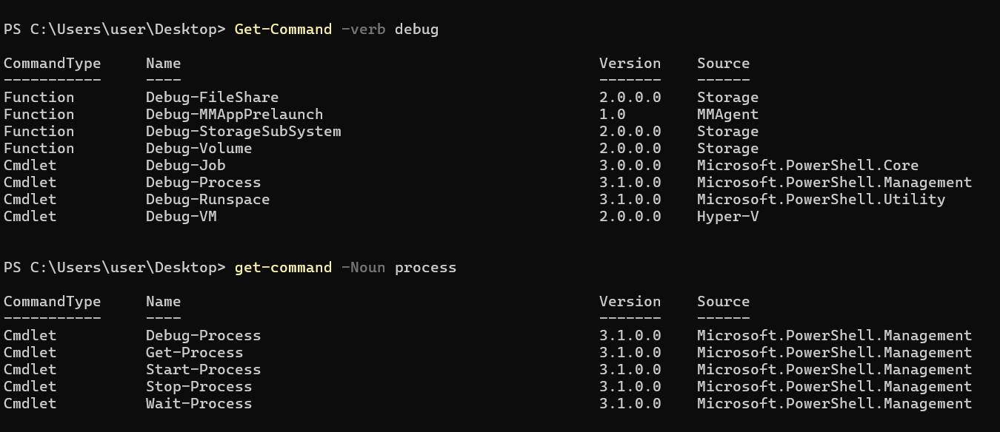 PS C:\Users\user\Desktop> Get-Command -verb debug
CommandType     Name                                               Version    Source
-----------     ----                                               -------    ------
Function        Debug-FileShare                                    2.0.0.0    Storage
Function        Debug-MMAppPrelaunch                               1.0        MMAgent
Function        Debug-StorageSubSystem                             2.0.0.0    Storage
Function        Debug-Volume                                       2.0.0.0    Storage
Cmdlet          Debug-Job                                          3.0.0.0    Microsoft.PowerShell.Core
Cmdlet          Debug-Process                                      3.1.0.0    Microsoft.PowerShell.Management
Cmdlet          Debug-Runspace                                     3.1.0.0    Microsoft.PowerShell.Utility
Cmdlet          Debug-VM                                           2.0.0.0    Hyper-V
PS C:\Users\user\Desktop> get-command -Noun process
CommandType     Name                                               Version    Source
-----------     ----                                               -------    ------
Cmdlet          Debug-Process                                      3.1.0.0    Microsoft.PowerShell.Management
Cmdlet          Get-Process                                        3.1.0.0    Microsoft.PowerShell.Management
Cmdlet          Start-Process                                      3.1.0.0    Microsoft.PowerShell.Management
Cmdlet          Stop-Process                                       3.1.0.0    Microsoft.PowerShell.Management
Cmdlet          Wait-Process                                       3.1.0.0    Microsoft.PowerShell.Management